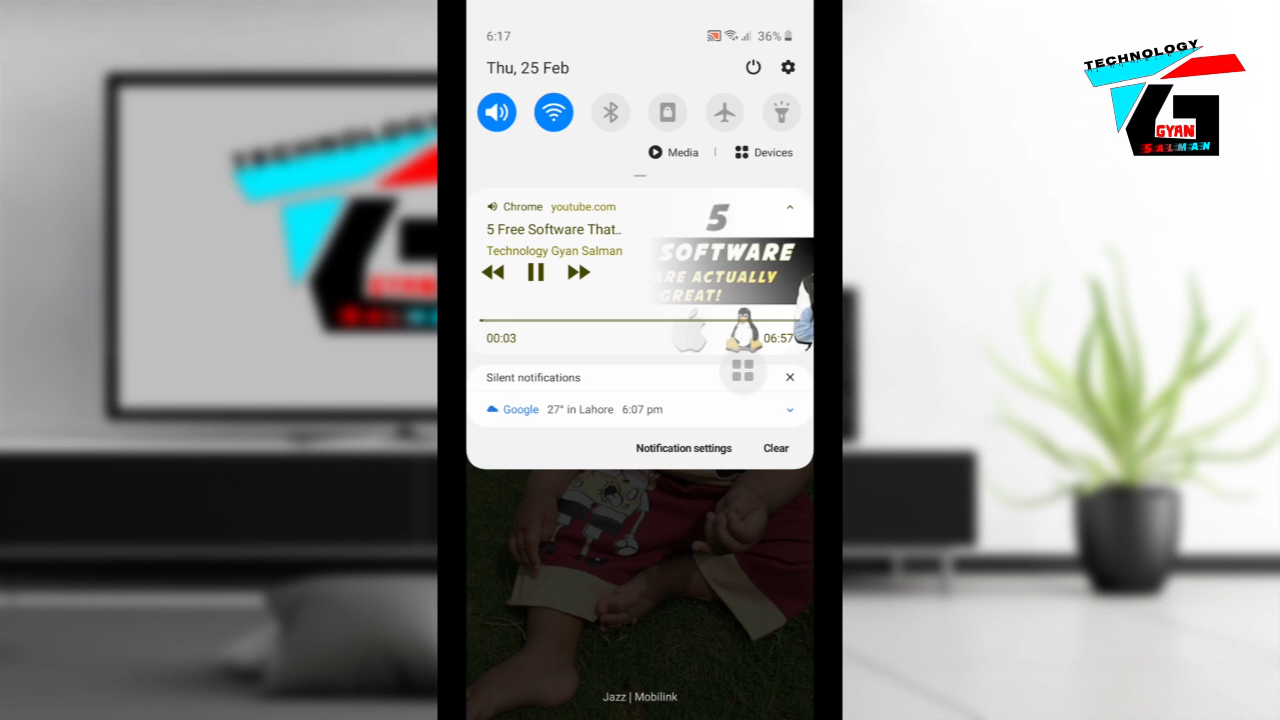 6:17 36%
Thu, 25 Feb
Media | Devices
Chrome youtube.com
5 Free Software That..
Technology Gyan Salman
5
SOFTWARE
ARE ACTUALLY
GREAT!
00:03 06:57
Silent notifications
Google 27° in Lahore 6:07 pm
Notification settings Clear
Jazz | Mobilink
TECHNOLOGY
GYAN
SALMAN
TECHNOLOGY